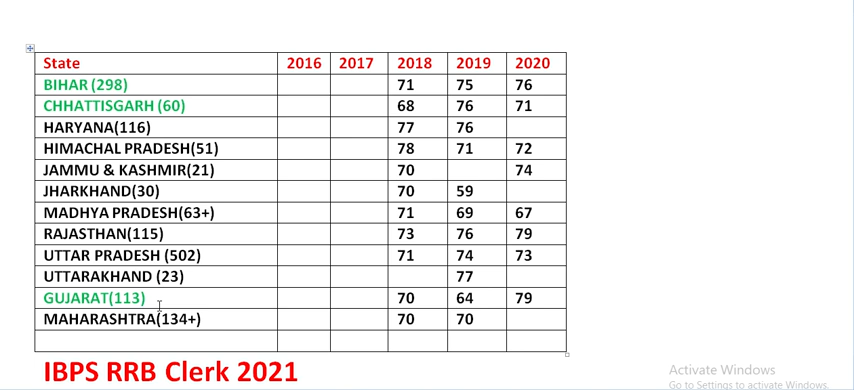 State 2016 2017 2018 2019 2020
BIHAR (298) 71 75 76
CHHATTISGARH (60) 68 76 71
HARYANA(116) 77 76
HIMACHAL PRADESH(51) 78 71 72
JAMMU & KASHMIR(21) 70 74
JHARKHAND(30) 70 59
MADHYA PRADESH(63+) 71 69 67
RAJASTHAN(115) 73 76 79
UTTAR PRADESH (502) 71 74 73
UTTARAKHAND (23) 77
GUJARAT(113) 70 64 79
MAHARASHTRA(134+) 70 70
IBPS RRB Clerk 2021
Activate Windows
Go to Settings to activate Windows.